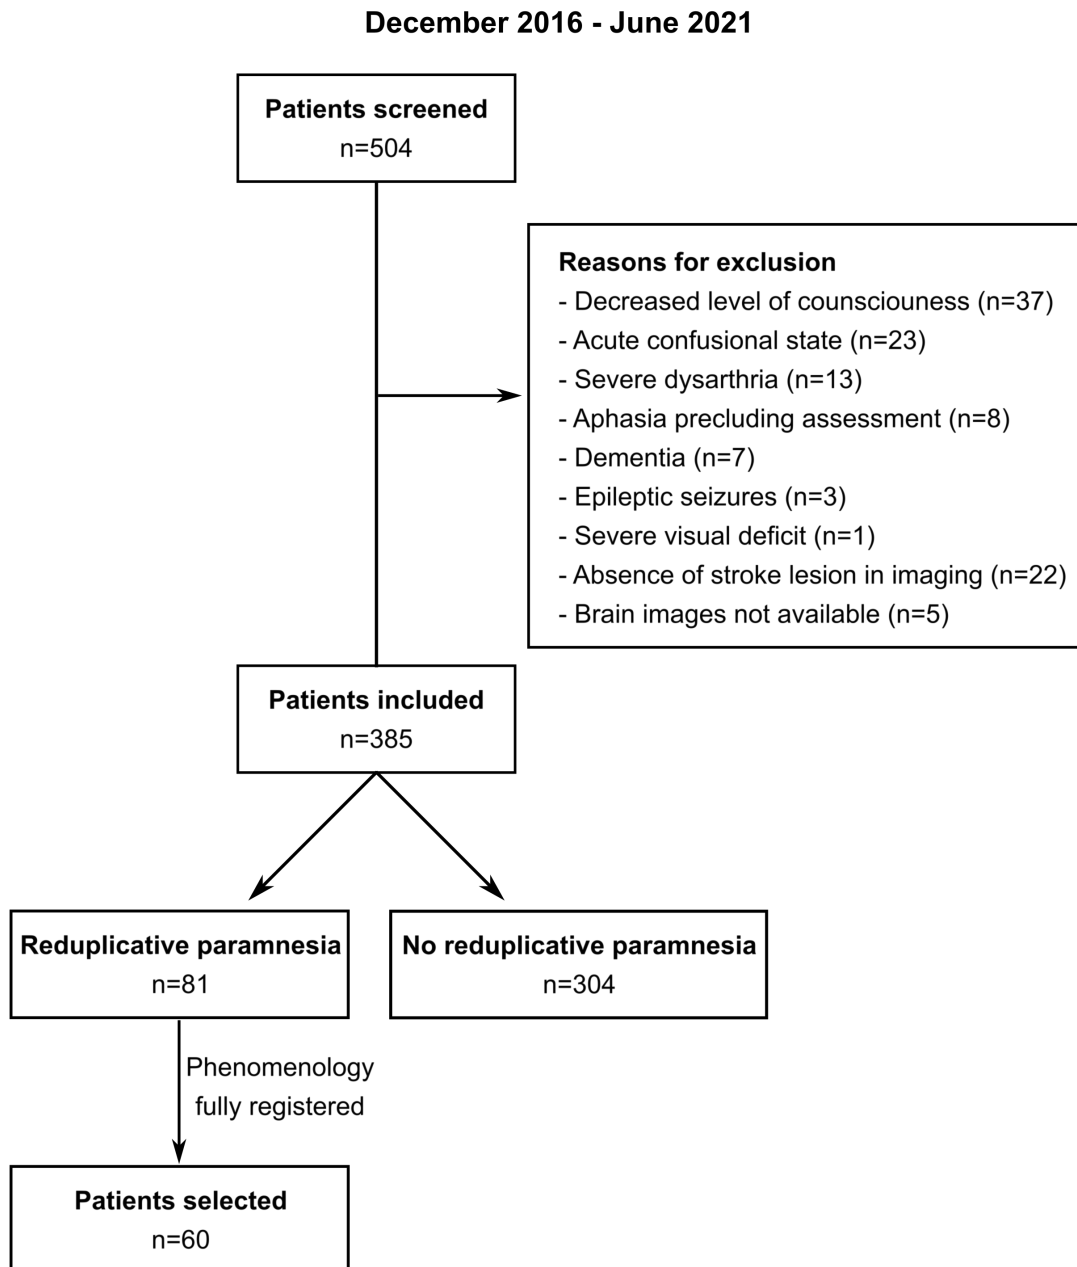 December 2016 - June 2021
Patients screened
n=504
Reasons for exclusion
- Decreased level of counsciouness (n=37)
- Acute confusional state (n=23)
- Severe dysarthria (n=13)
- Aphasia precluding assessment (n=8)
- Dementia (n=7)
- Epileptic seizures (n=3)
- Severe visual deficit (n=1)
- Absence of stroke lesion in imaging (n=22)
- Brain images not available (n=5)
Patients included
n=385
Reduplicative paramnesia
n=81
No reduplicative paramnesia
n=304
Phenomenology
fully registered
Patients selected
n=60